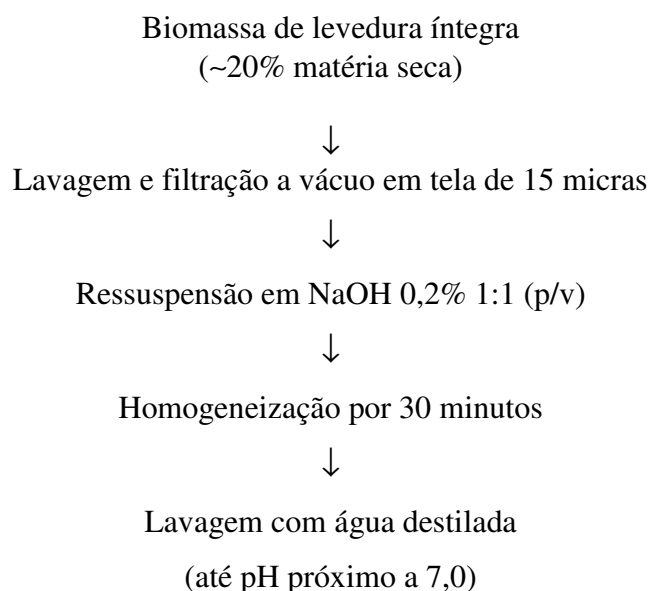 Biomassa de levedura íntegra
(~20% matéria seca)
↓
Lavagem e filtração a vácuo em tela de 15 micras
↓
Ressuspensão em NaOH 0,2% 1:1 (p/v)
↓
Homogeneização por 30 minutos
↓
Lavagem com água destilada
(até pH próximo a 7,0)